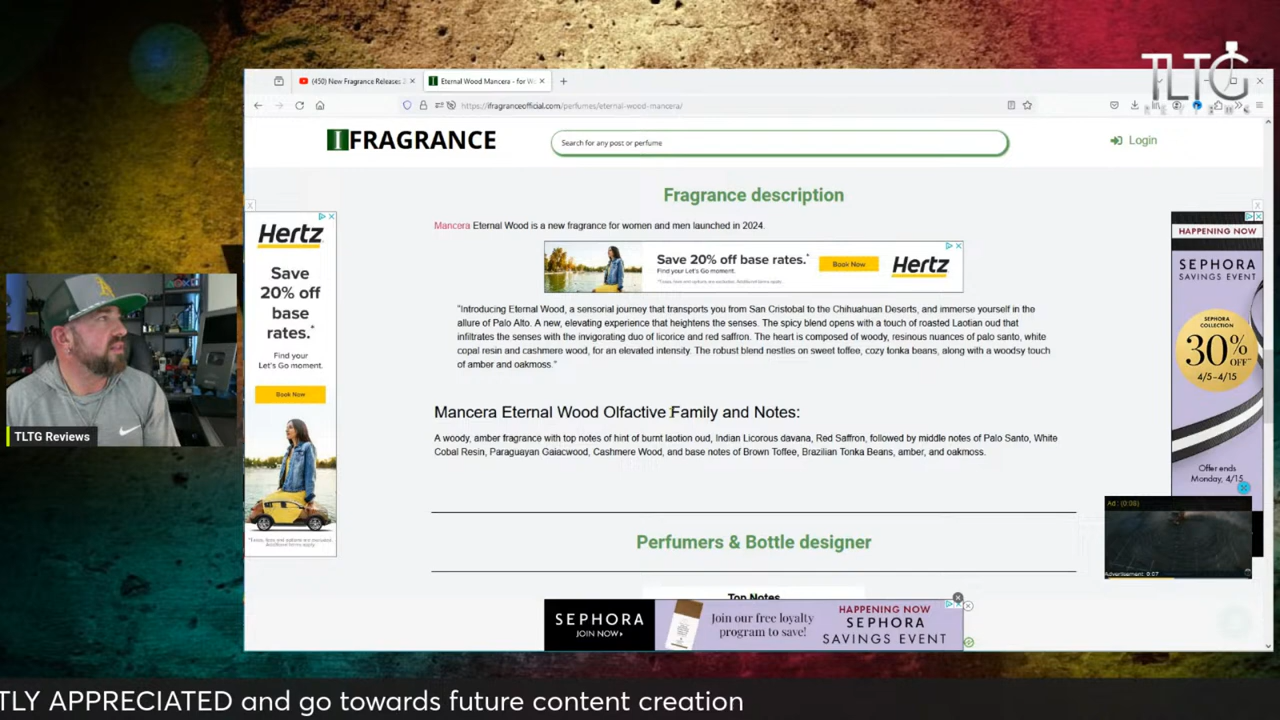 TLTG
REVIEWS
(450) New Fragrance Releases
Eternal Wood Mancera - for W
https://ifragranceofficial.com/perfumes/eternal-wood-mancera/
IFRAGRANCE
Search for any post or perfume
Login
Fragrance description
Mancera Eternal Wood is a new fragrance for women and men launched in 2024.
Save 20% off base rates.*
Find your Let's Go moment.
Book Now
Hertz
"Introducing Eternal Wood, a sensorial journey that transports you from San Cristobal to the Chihuahuan Deserts, and immerse yourself in the
allure of Palo Alto. A new, elevating experience that heightens the senses. The spicy blend opens with a touch of roasted Laotian oud that
infiltrates the senses with the invigorating duo of licorice and red saffron. The heart is composed of woody, resinous nuances of palo santo, white
copal resin and cashmere wood, for an elevated intensity. The robust blend nestles on sweet toffee, cozy tonka beans, along with a woodsy touch
of amber and oakmoss."
Mancera Eternal Wood Olfactive Family and Notes:
A woody, amber fragrance with top notes of hint of burnt laotion oud, Indian Licorous davana, Red Saffron, followed by middle notes of Palo Santo, White
Cobal Resin, Paraguayan Gaiacwood, Cashmere Wood, and base notes of Brown Toffee, Brazilian Tonka Beans, amber, and oakmoss.
Perfumers & Bottle designer
Top Notes
Hertz
Save
20% off
base
rates.*
Find your
Let's Go moment.
Book Now
HAPPENING NOW
SEPHORA
SAVINGS EVENT
SEPHORA
COLLECTION
30%
OFF
4/5–4/15
Offer ends
Monday, 4/15
Ad : (0:08)
Advertisement: 0:07
SEPHORA
JOIN NOW
Join our free loyalty
program to save!
HAPPENING NOW
SEPHORA
SAVINGS EVENT
TLTG Reviews
TLY APPRECIATED and go towards future content creation